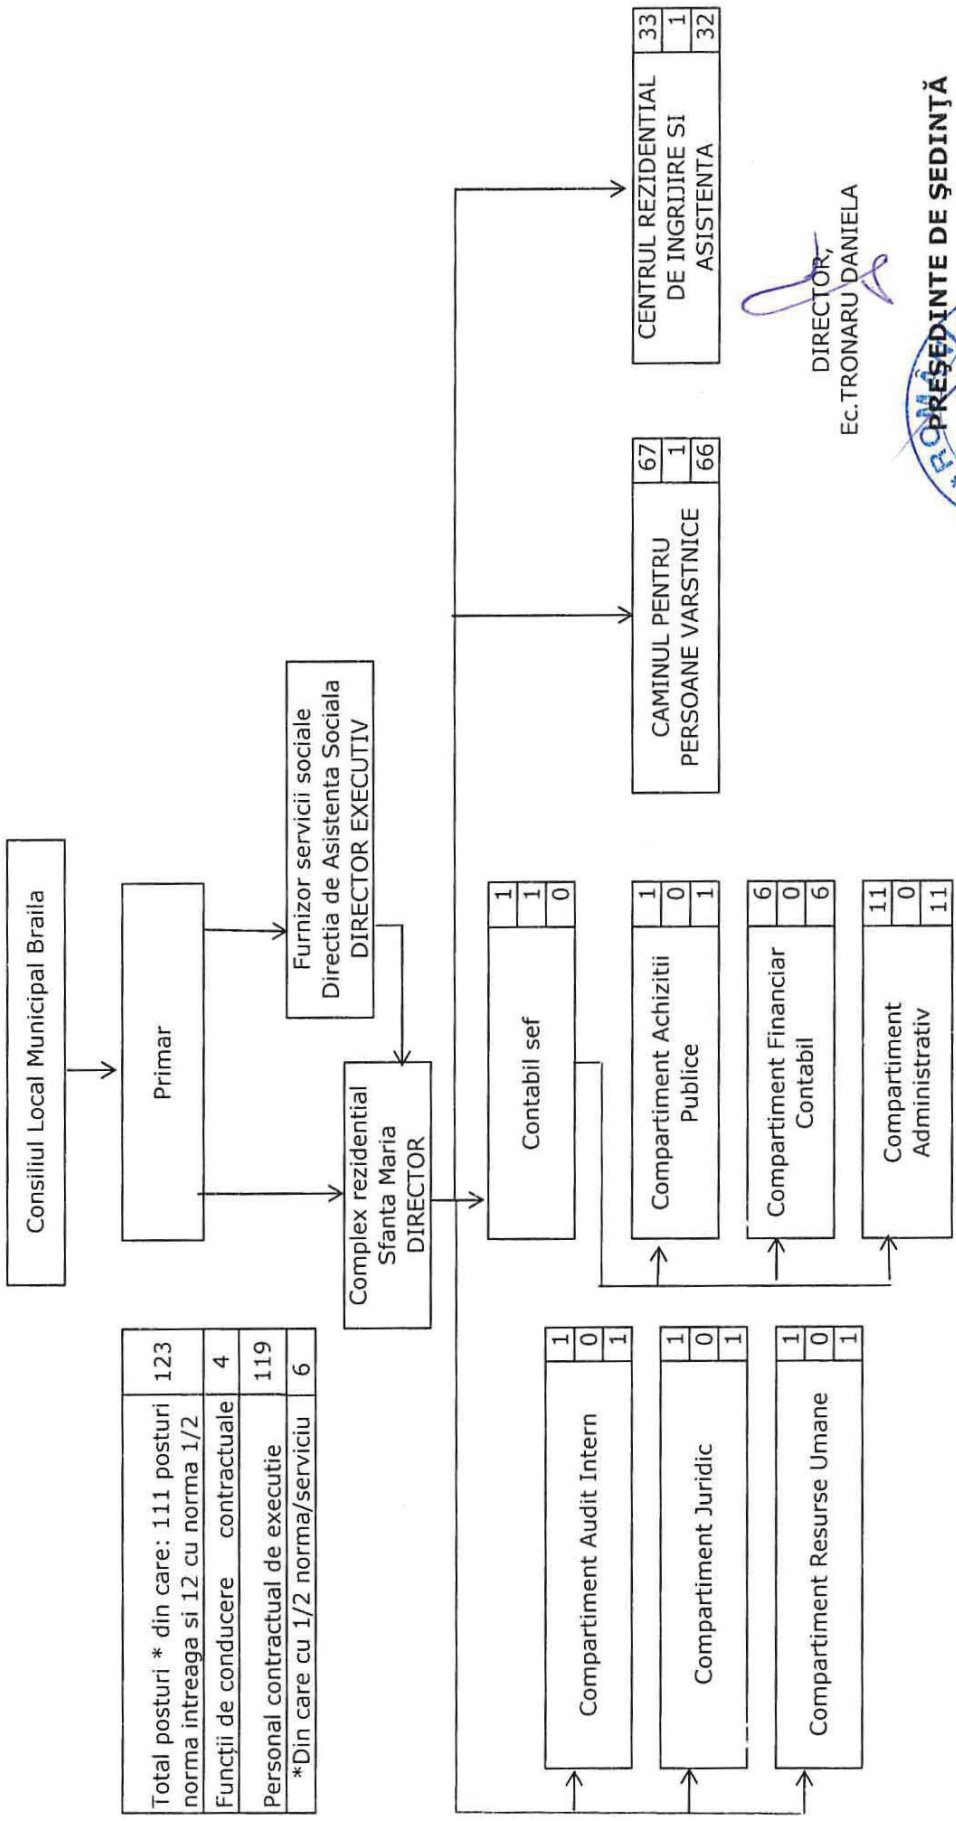 Consiliul Local Municipal Braila
Total posturi * din care: 111 posturi
norma intreaga si 12 cu norma 1/2
123
Funcții de conducere contractuale
4
Personal contractual de executie
119
*Din care cu 1/2 norma/serviciu
6
Primar
Furnizor servicii sociale
Directia de Asistenta Sociala
DIRECTOR EXECUTIV
Complex rezidential
Sfanta Maria
DIRECTOR
Compartiment Audit Intern
1
0
1
Compartiment Juridic
1
0
1
Compartiment Resurse Umane
1
0
1
Contabil sef
1
1
0
Compartiment Achizitii
Publice
1
0
1
Compartiment Financiar
Contabil
6
0
6
Compartiment
Administrativ
11
0
11
CAMINUL PENTRU
PERSOANE VARSTNICE
67
1
66
CENTRUL REZIDENTIAL
DE INGRIJIRE SI
ASISTENTA
33
1
32
DIRECTOR,
Ec.TRONARU DANIELA
PREŞEDINTE DE ŞEDINŢĂ